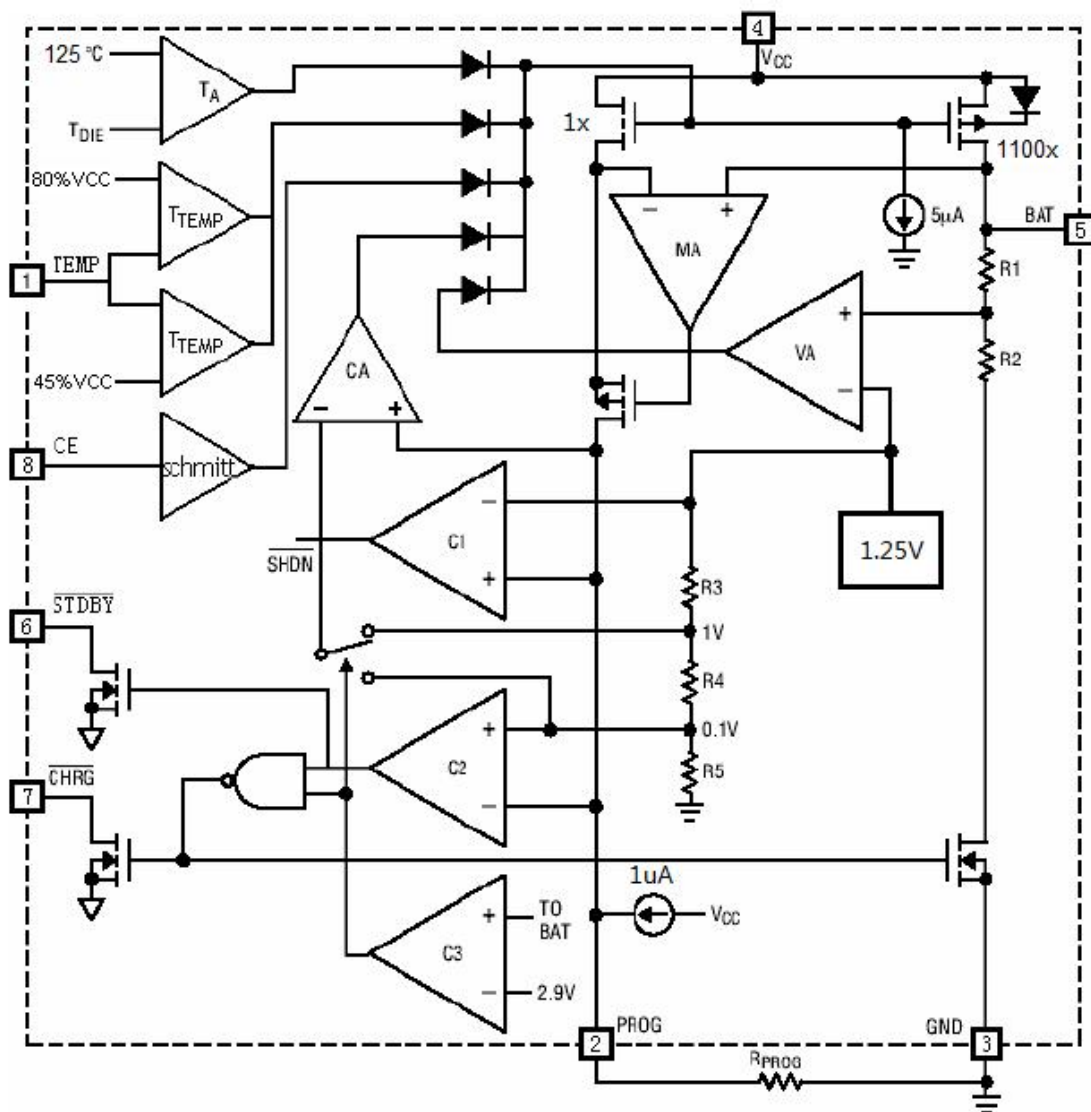 4
VCC
125 °C
TA
TDIE
1x
1100x
80%VCC
TTEMP
5µA
BAT
5
− +
MA
TEMP
1
R1
TTEMP
+
VA
−
R2
45%VCC
CA
− +
CE
8
schmitt
−
C1
+
SHDN
1.25V
R3
STDBY
6
1V
R4
+
C2
−
0.1V
R5
CHRG
7
1uA
VCC
+
C3
−
TO
BAT
2.9V
PROG
2
GND
3
RPROG